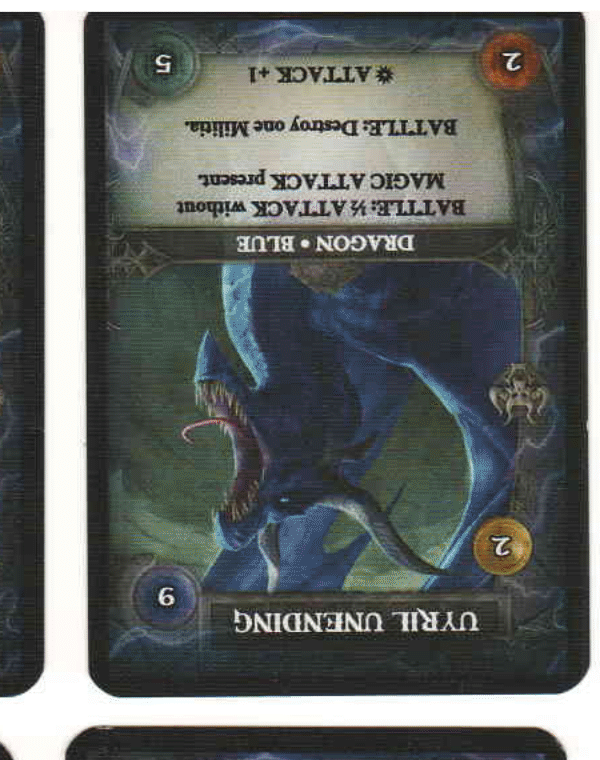 UYRIL UNENDING
9
2
DRAGON • BLUE
BATTLE: ½ ATTACK without
MAGIC ATTACK present.
BATTLE: Destroy one Militia.
✹ ATTACK +1
2
5